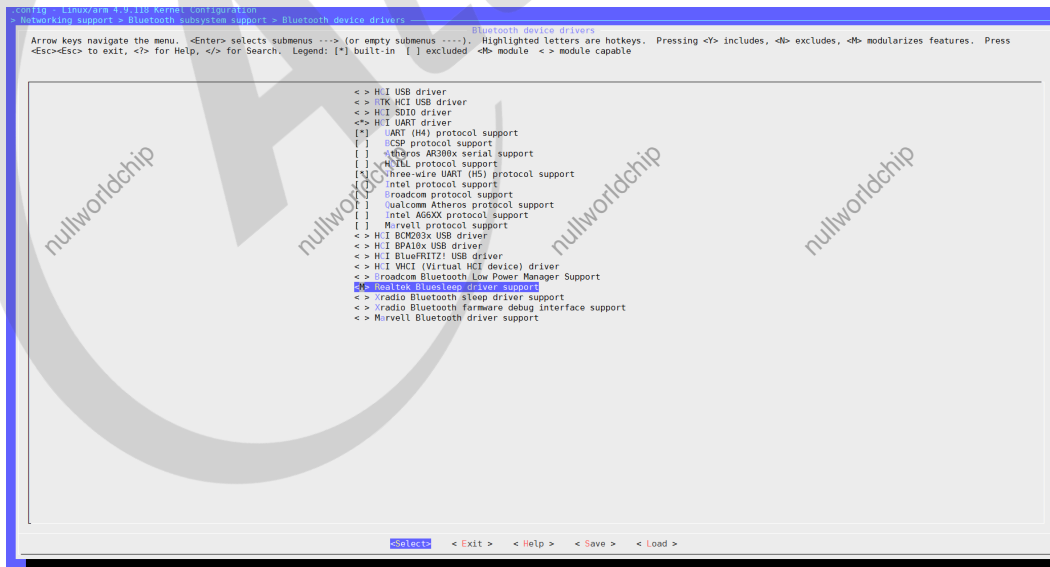 .config - Linux/arm 4.9.118 Kernel Configuration
> Networking support > Bluetooth subsystem support > Bluetooth device drivers
Bluetooth device drivers
Arrow keys navigate the menu. <Enter> selects submenus ---> (or empty submenus ----). Highlighted letters are hotkeys. Pressing <Y> includes, <N> excludes, <M> modularizes features. Press
<Esc><Esc> to exit, <?> for Help, </> for Search. Legend: [*] built-in [ ] excluded <M> module < > module capable
< > HCI USB driver
< > RTK HCI USB driver
< > HCI SDIO driver
<*> HCI UART driver
[*] UART (H4) protocol support
[ ] BCSP protocol support
[ ] Atheros AR300x serial support
[ ] HCILL protocol support
[*] Three-wire UART (H5) protocol support
[ ] Intel protocol support
[ ] Broadcom protocol support
[ ] Qualcomm Atheros protocol support
[ ] Intel AG6XX protocol support
[ ] Marvell protocol support
< > HCI BCM203x USB driver
< > HCI BPA10x USB driver
< > HCI BlueFRITZ! USB driver
< > HCI VHCI (Virtual HCI device) driver
< > Broadcom Bluetooth Low Power Manager Support
<M> Realtek Bluesleep driver support
< > Xradio Bluetooth sleep driver support
< > Xradio Bluetooth farmware debug interface support
< > Marvell Bluetooth driver support
nullworldchip
nullworldchip
nullworldchip
nullworldchip
<Select> < Exit > < Help > < Save > < Load >